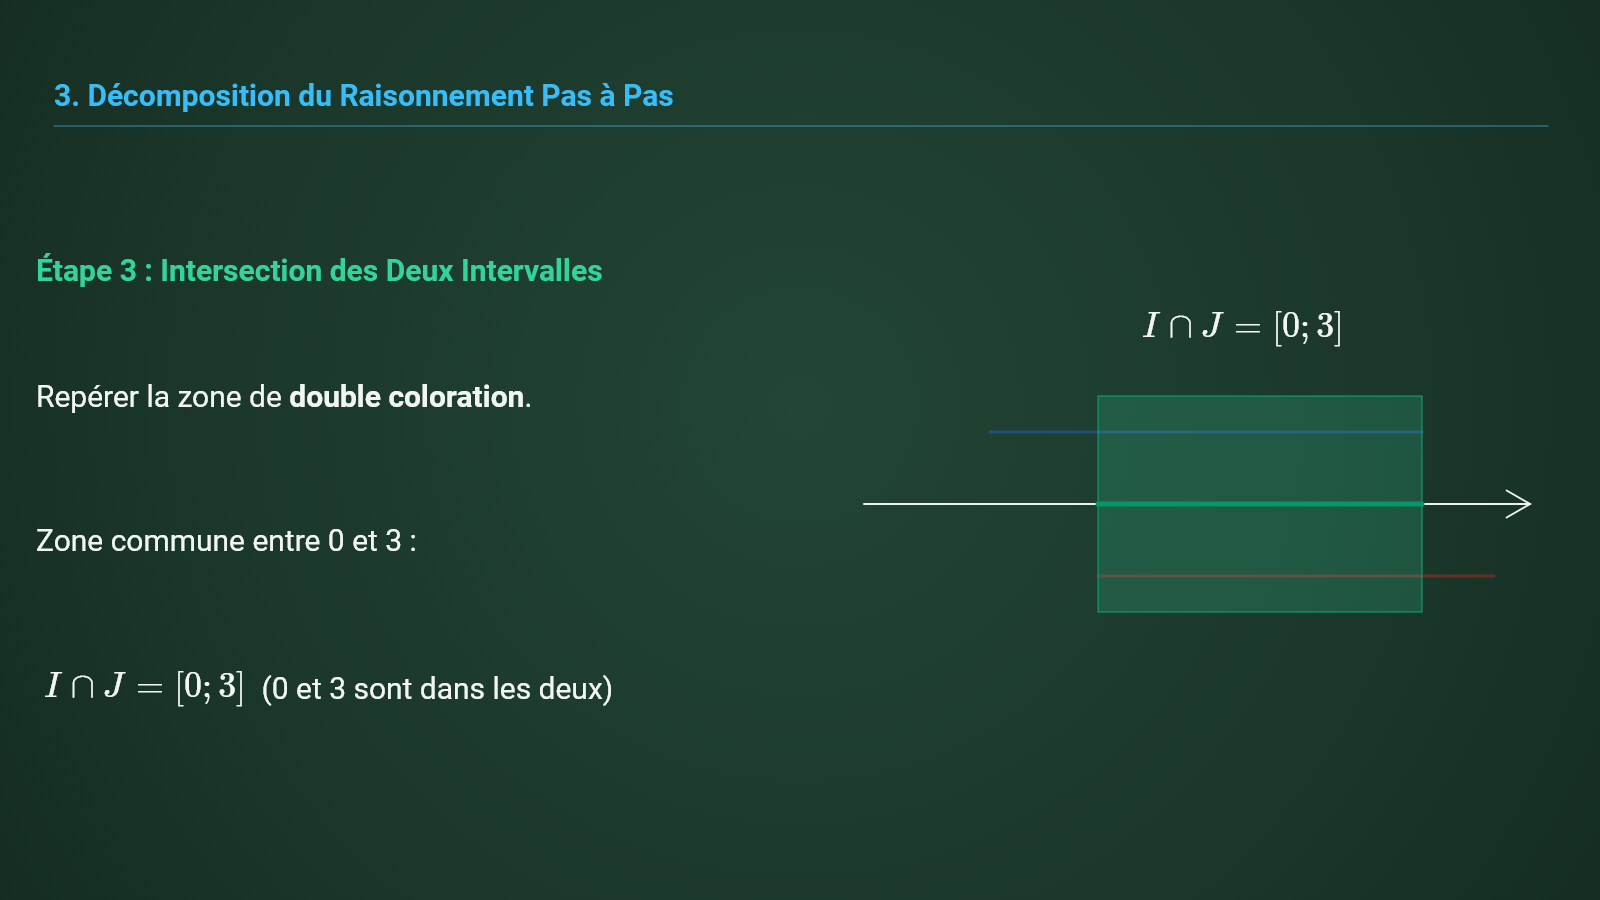 3. Décomposition du Raisonnement Pas à Pas
Étape 3 : Intersection des Deux Intervalles
Repérer la zone de double coloration.
Zone commune entre 0 et 3 :
I ∩ J = [0; 3] (0 et 3 sont dans les deux)
I ∩ J = [0; 3]